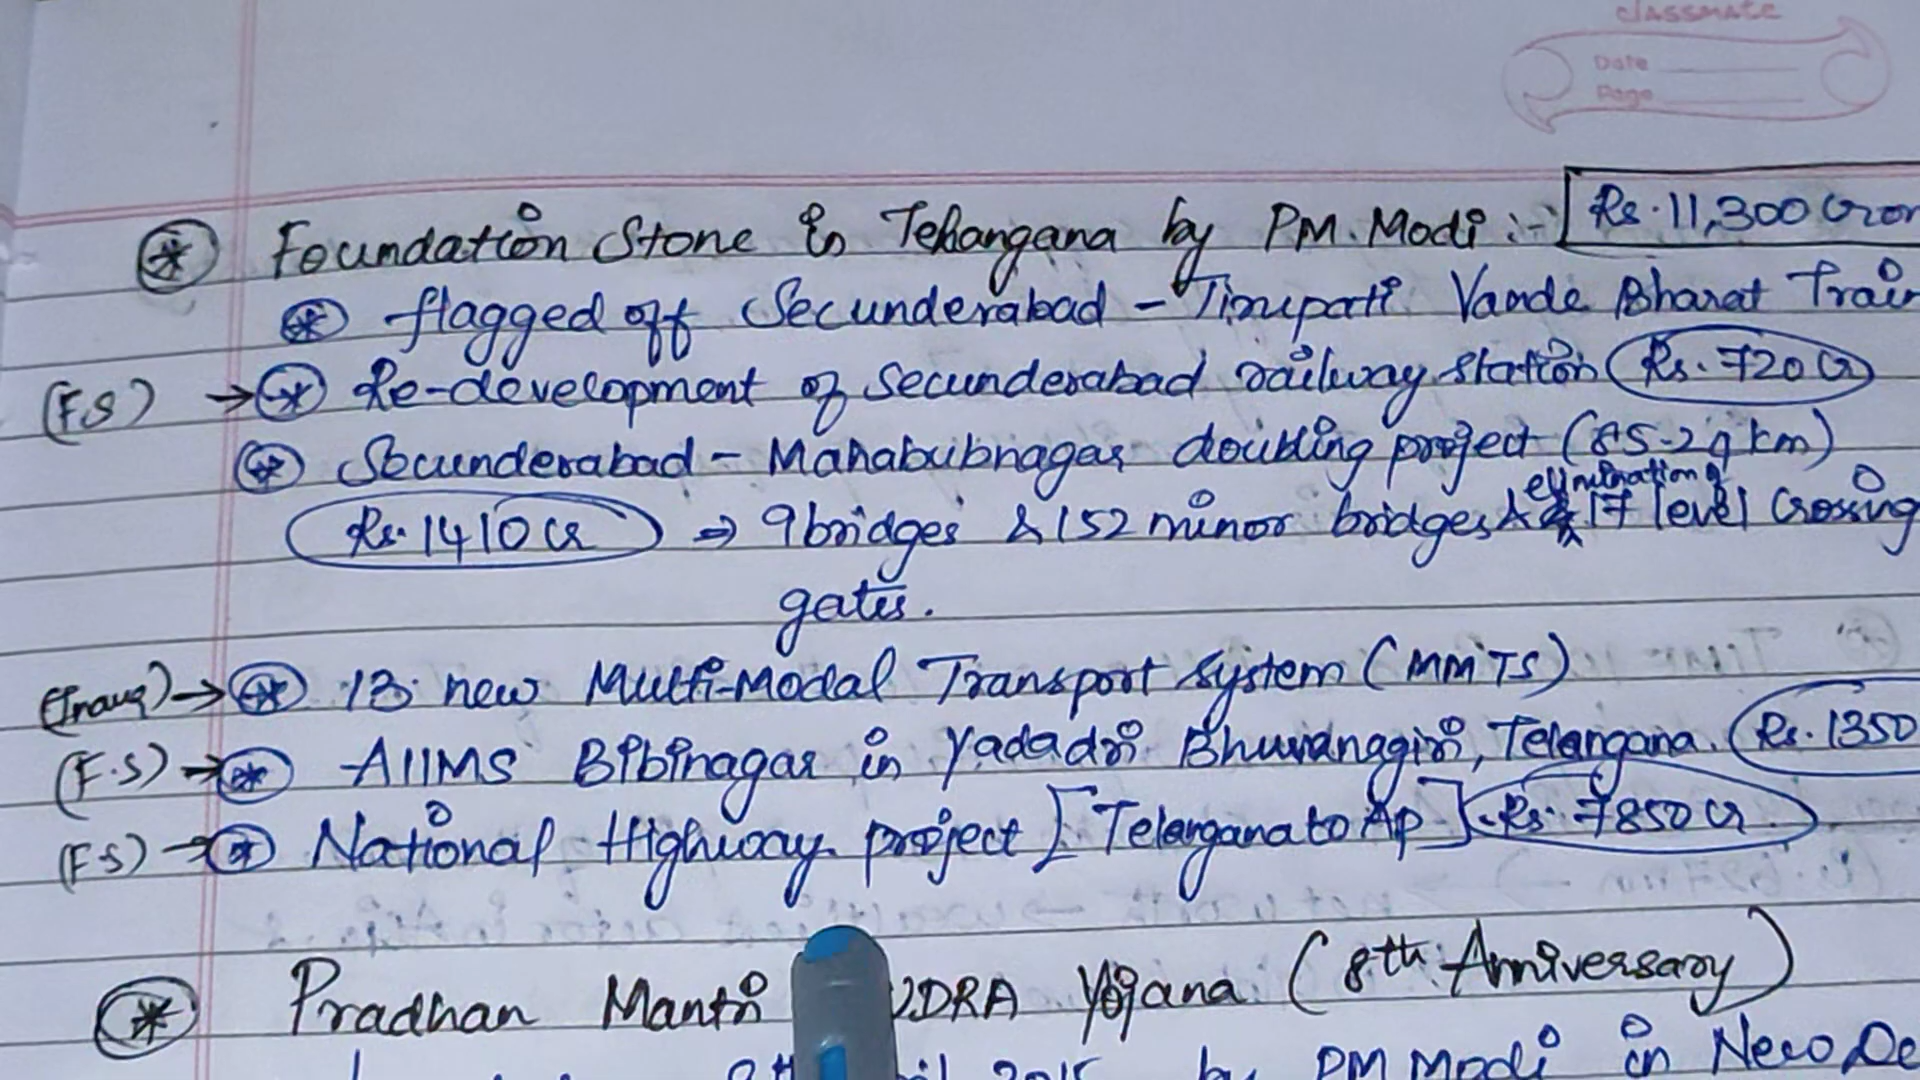 classmate
Date
Page
Foundation Stone in Telangana by PM. Modi :- Rs. 11,300 Cror
flagged off Secunderabad - Tirupati Vande Bharat Train
(F.S) → Re-development of Secunderabad railway station Rs. 720 Cr
Secunderabad - Mahabubnagar doubling project (85.29 km)
elimination of
Rs. 1410 Cr ⇒ 9 bridges & 152 minor bridges & 17 level Crossing
gates.
→ 13 new Multi-Modal Transport System (MMTS)
(F.S) → AIIMS Bibinagar in Yadadri Bhuvanagiri, Telangana. Rs. 1350
(F.S) → National Highway project [Telangana to AP] Rs. 7850 Cr
Pradhan Mantri UDRA Yojana (8th Anniversary)
by PM Modi in New De